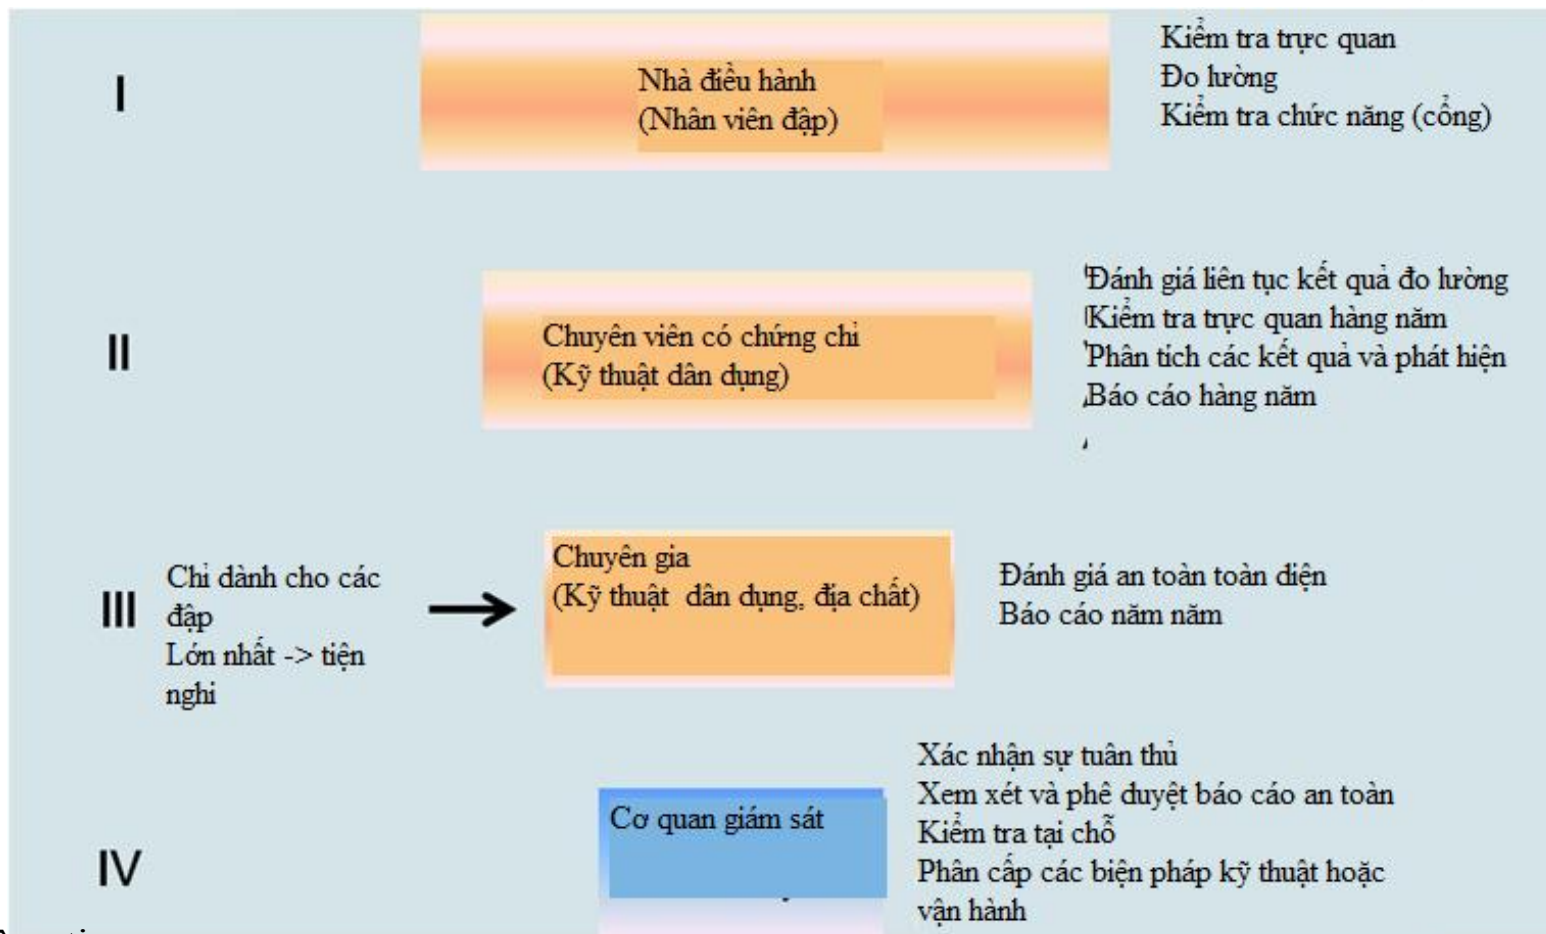 I
Nhà điều hành
(Nhân viên đập)
Kiểm tra trực quan
Đo lường
Kiểm tra chức năng (cổng)
II
Chuyên viên có chứng chỉ
(Kỹ thuật dân dụng)
Đánh giá liên tục kết quả đo lường
Kiểm tra trực quan hàng năm
Phân tích các kết quả và phát hiện
Báo cáo hàng năm
III
Chỉ dành cho các
đập
Lớn nhất -> tiện
nghi
Chuyên gia
(Kỹ thuật dân dụng, địa chất)
Đánh giá an toàn toàn diện
Báo cáo năm năm
IV
Cơ quan giám sát
Xác nhận sự tuân thủ
Xem xét và phê duyệt báo cáo an toàn
Kiểm tra tại chỗ
Phân cấp các biện pháp kỹ thuật hoặc
vận hành